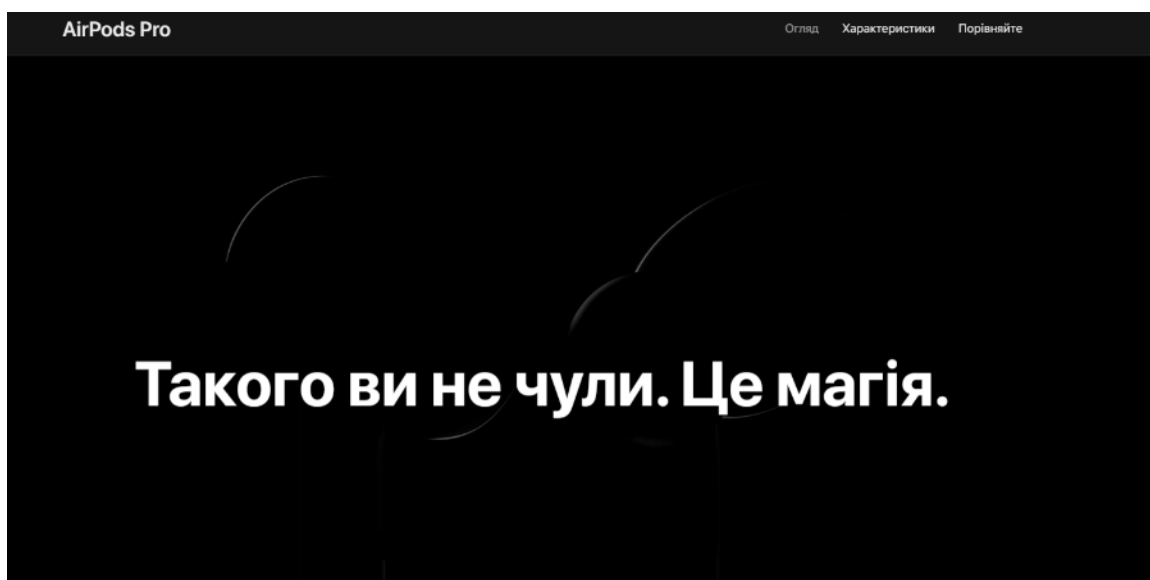 AirPods Pro
Огляд Характеристики Порівняйте
Такого ви не чули. Це магія.